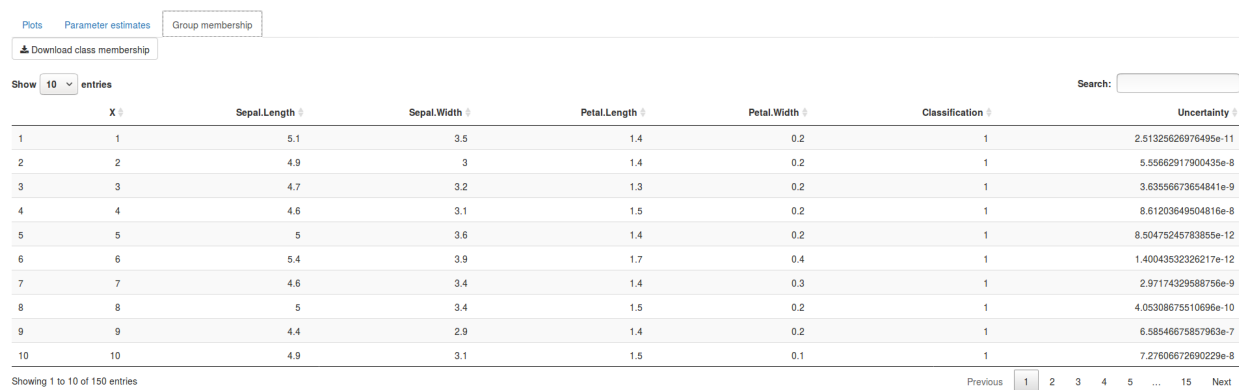 Plots Parameter estimates Group membership
Download class membership
Show 10 entries Search:
X Sepal.Length Sepal.Width Petal.Length Petal.Width Classification Uncertainty
1 1 5.1 3.5 1.4 0.2 1 2.51325626976495e-11
2 2 4.9 3 1.4 0.2 1 5.55662917900435e-8
3 3 4.7 3.2 1.3 0.2 1 3.63556673654841e-9
4 4 4.6 3.1 1.5 0.2 1 8.61203649504816e-8
5 5 5 3.6 1.4 0.2 1 8.50475245783855e-12
6 6 5.4 3.9 1.7 0.4 1 1.40043532326217e-12
7 7 4.6 3.4 1.4 0.3 1 2.97174329588756e-9
8 8 5 3.4 1.5 0.2 1 4.05308675510696e-10
9 9 4.4 2.9 1.4 0.2 1 6.58546675857963e-7
10 10 4.9 3.1 1.5 0.1 1 7.27606672690229e-8
Showing 1 to 10 of 150 entries Previous 1 2 3 4 5 … 15 Next